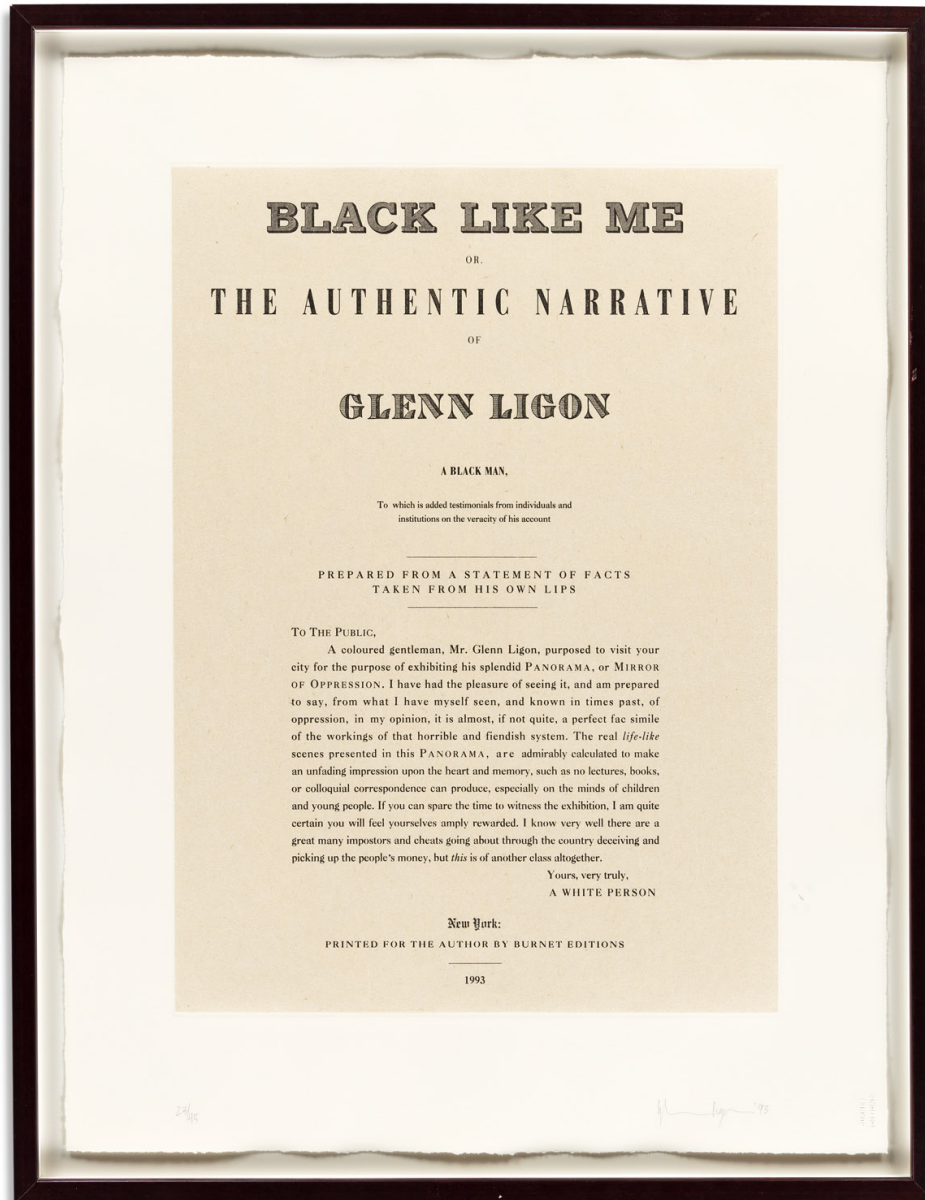 BLACK LIKE ME
OR.
THE AUTHENTIC NARRATIVE
OF
GLENN LIGON
A BLACK MAN,
To which is added testimonials from individuals and
institutions on the veracity of his account
PREPARED FROM A STATEMENT OF FACTS
TAKEN FROM HIS OWN LIPS
TO THE PUBLIC,
A coloured gentleman, Mr. Glenn Ligon, purposed to visit your
city for the purpose of exhibiting his splendid PANORAMA, or MIRROR
OF OPPRESSION. I have had the pleasure of seeing it, and am prepared
to say, from what I have myself seen, and known in times past, of
oppression, in my opinion, it is almost, if not quite, a perfect fac simile
of the workings of that horrible and fiendish system. The real life-like
scenes presented in this PANORAMA, are admirably calculated to make
an unfading impression upon the heart and memory, such as no lectures, books,
or colloquial correspondence can produce, especially on the minds of children
and young people. If you can spare the time to witness the exhibition, I am quite
certain you will feel yourselves amply rewarded. I know very well there are a
great many impostors and cheats going about through the country deceiving and
picking up the people's money, but this is of another class altogether.
Yours, very truly,
A WHITE PERSON
New York:
PRINTED FOR THE AUTHOR BY BURNET EDITIONS
1993